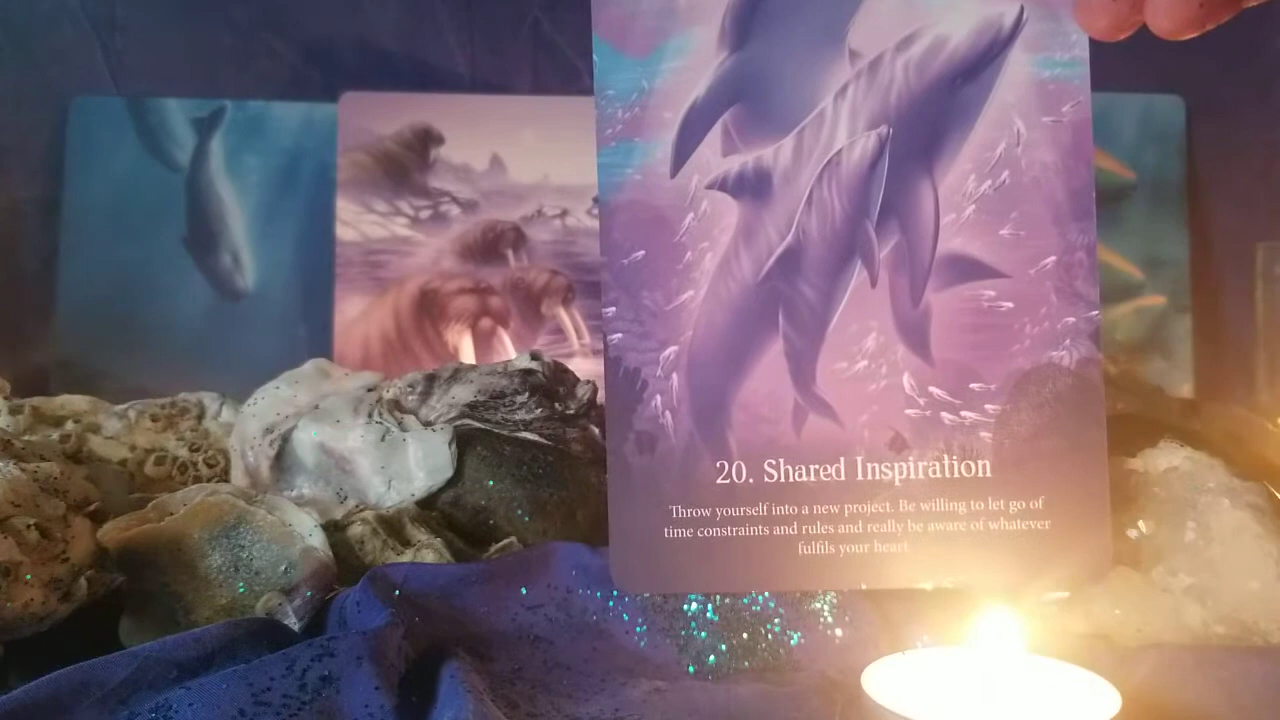 20. Shared Inspiration
Throw yourself into a new project. Be willing to let go of
time constraints and rules and really be aware of whatever
fulfils your heart